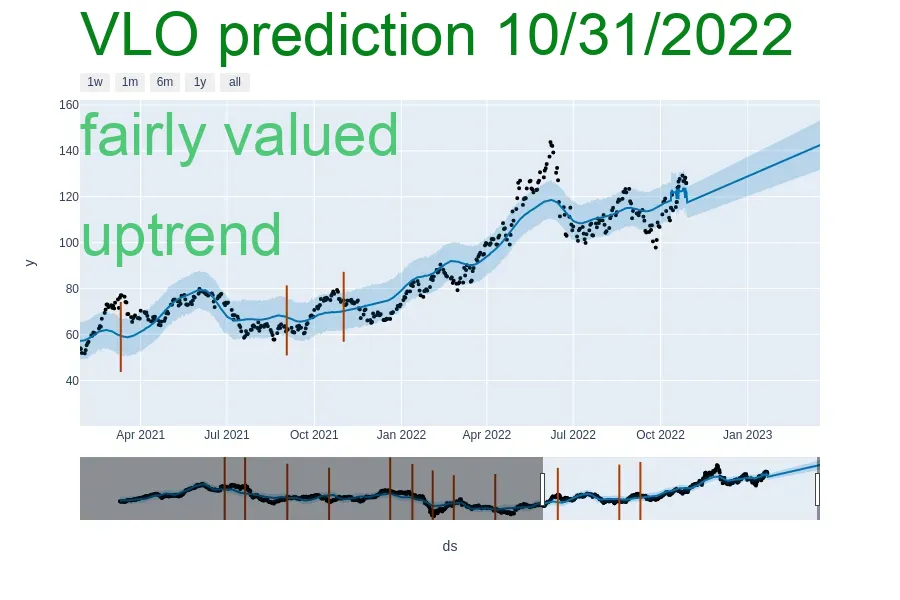 VLO prediction 10/31/2022
1w 1m 6m 1y all
160
fairly valued
140
120
uptrend
100
y
80
60
40
Apr 2021 Jul 2021 Oct 2021 Jan 2022 Apr 2022 Jul 2022 Oct 2022 Jan 2023
ds